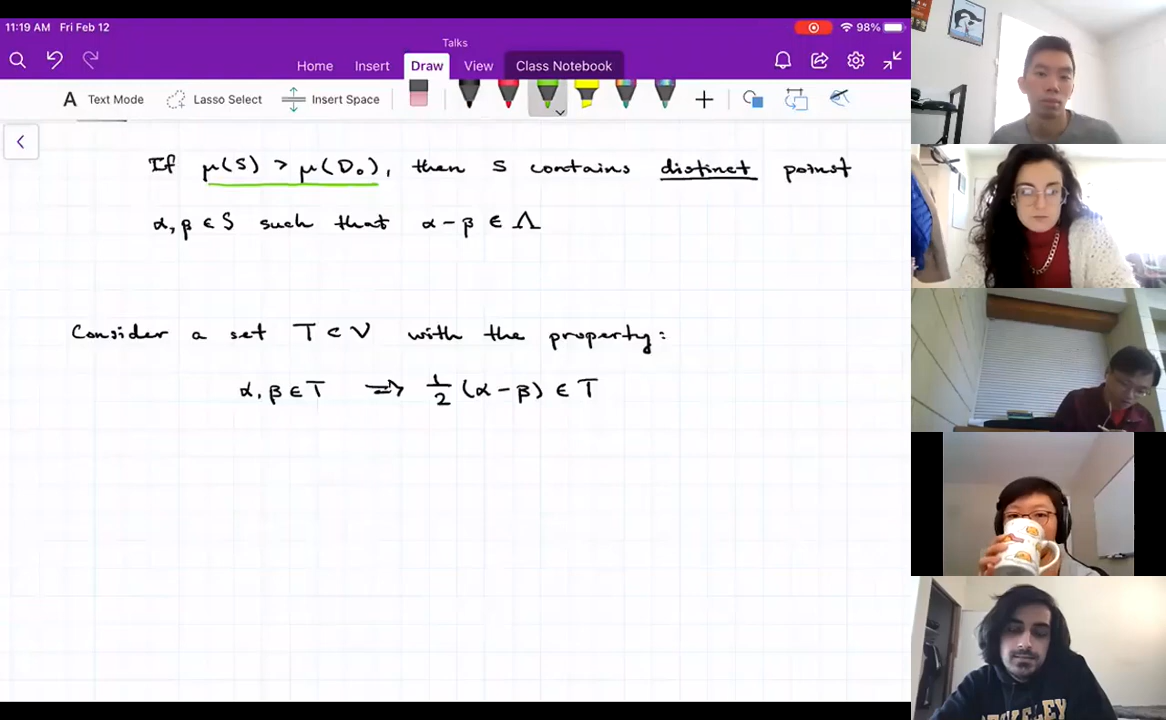 11:19 AM Fri Feb 12
98%
Talks
Home Insert Draw View Class Notebook
Text Mode Lasso Select Insert Space
If μ(S) > μ(D₀), then S contains distinct poinst
α, β ∈ S such that α - β ∈ Λ
Consider a set T ⊂ V with the property:
α, β ∈ T ⇒ 1/2 (α - β) ∈ T